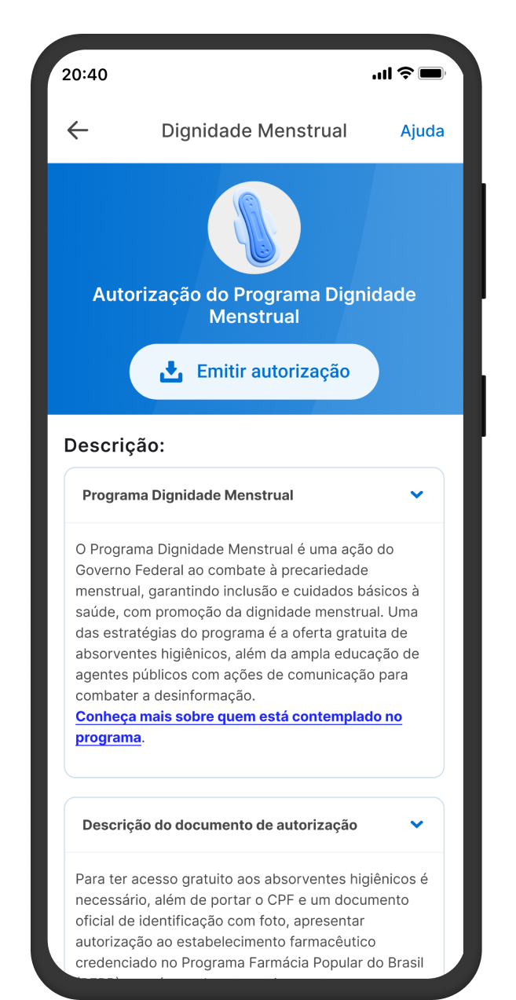 20:40
Dignidade Menstrual
Ajuda
Autorização do Programa Dignidade
Menstrual
Emitir autorização
Descrição:
Programa Dignidade Menstrual
O Programa Dignidade Menstrual é uma ação do
Governo Federal ao combate à precariedade
menstrual, garantindo inclusão e cuidados básicos à
saúde, com promoção da dignidade menstrual. Uma
das estratégias do programa é a oferta gratuita de
absorventes higiênicos, além da ampla educação de
agentes públicos com ações de comunicação para
combater a desinformação.
Conheça mais sobre quem está contemplado no
programa.
Descrição do documento de autorização
Para ter acesso gratuito aos absorventes higiênicos é
necessário, além de portar o CPF e um documento
oficial de identificação com foto, apresentar
autorização ao estabelecimento farmacêutico
credenciado no Programa Farmácia Popular do Brasil